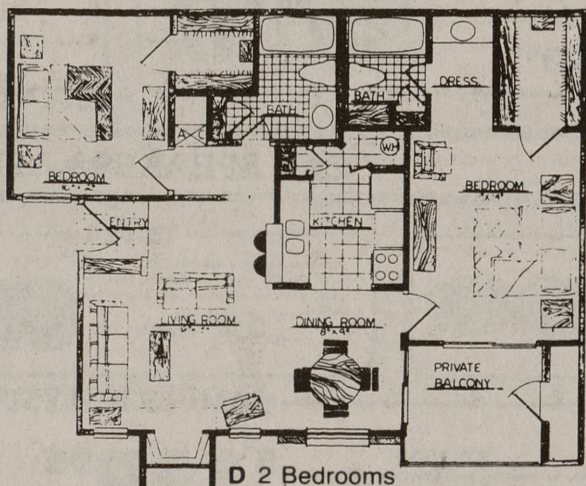 BATH
BATH
DRESS.
A C
WH
BEDROOM
BEDROOM
ENTRY
KITCHEN
LIVING ROOM
DINING ROOM
PRIVATE
BALCONY
D 2 Bedrooms